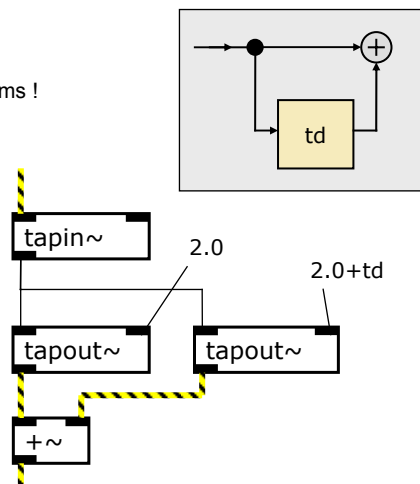 ms !
+
td
tapin~
2.0
2.0+td
tapout~
tapout~
+~